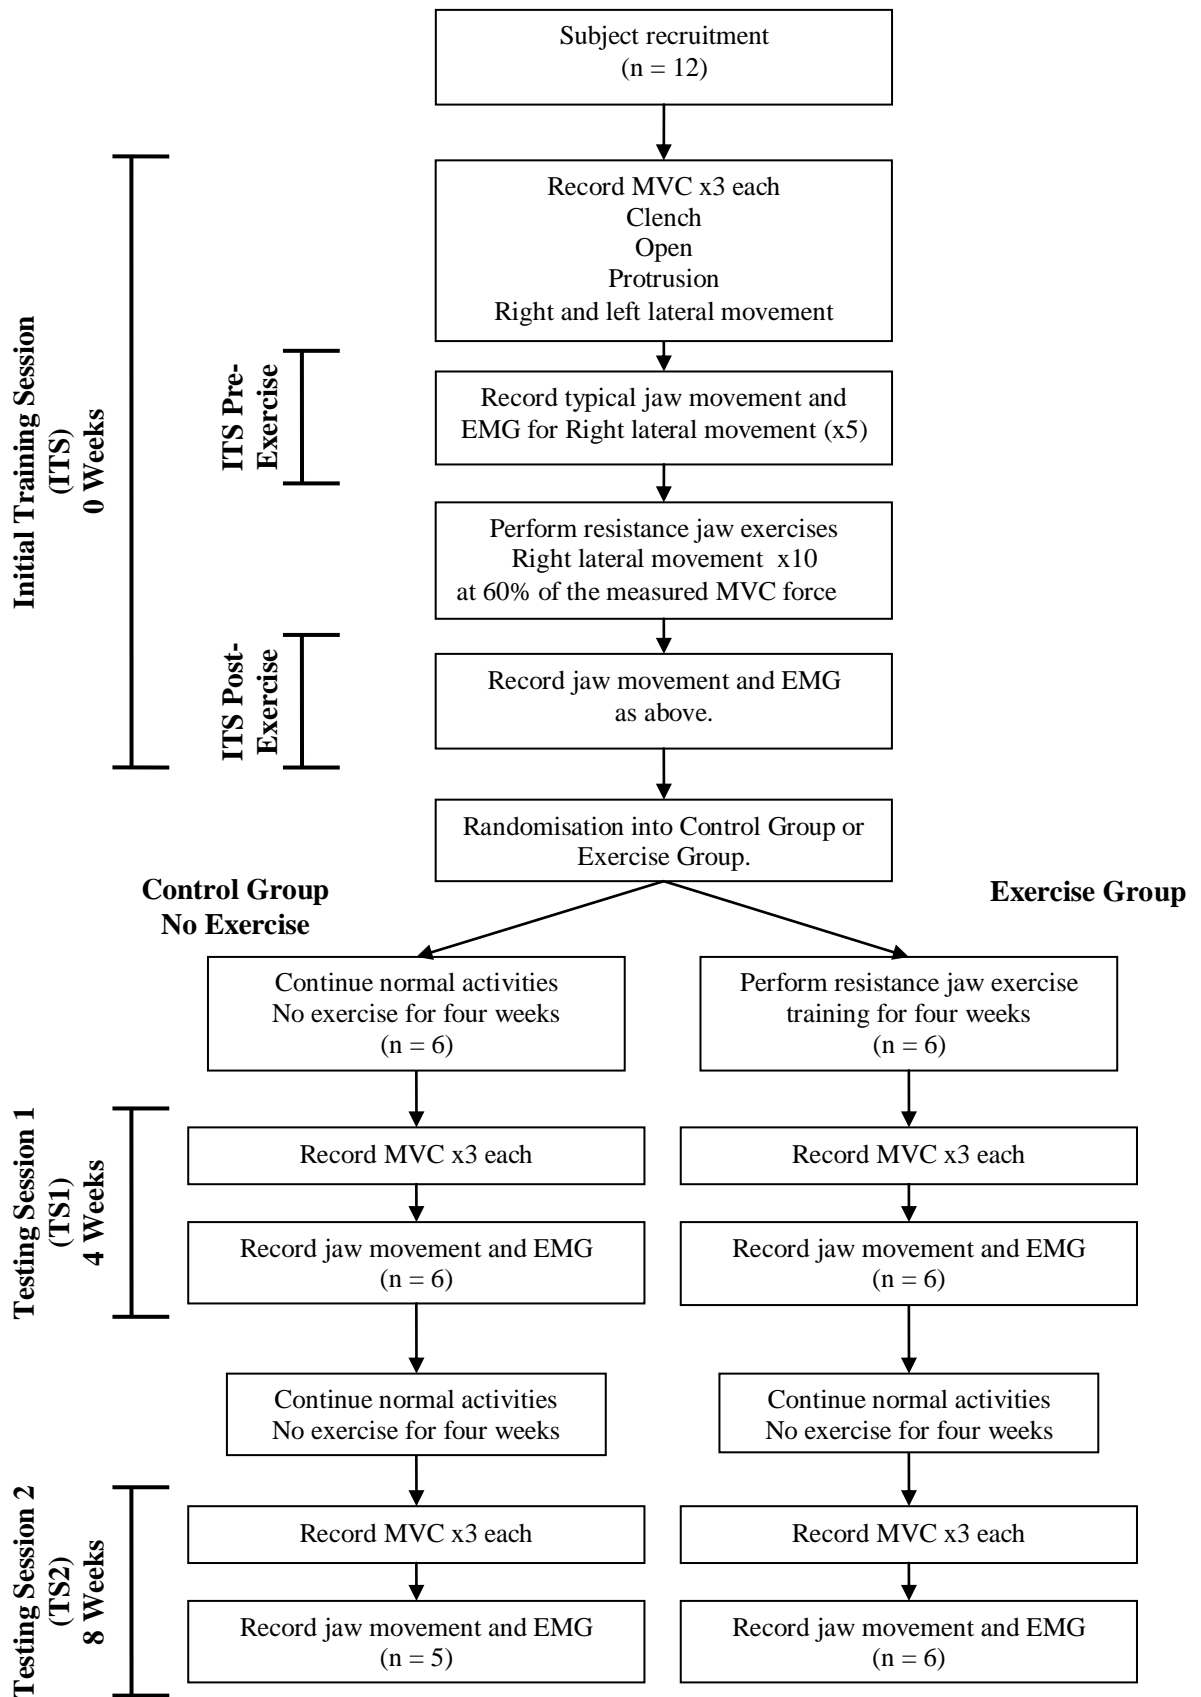 Subject recruitment
(n = 12)
Initial Training Session
(ITS)
0 Weeks
Record MVC x3 each
Clench
Open
Protrusion
Right and left lateral movement
ITS Pre-
Exercise
Record typical jaw movement and
EMG for Right lateral movement (x5)
Perform resistance jaw exercises
Right lateral movement x10
at 60% of the measured MVC force
ITS Post-
Exercise
Record jaw movement and EMG
as above.
Randomisation into Control Group or
Exercise Group.
Control Group
No Exercise
Exercise Group
Continue normal activities
No exercise for four weeks
(n = 6)
Perform resistance jaw exercise
training for four weeks
(n = 6)
Testing Session 1
(TS1)
4 Weeks
Record MVC x3 each
Record MVC x3 each
Record jaw movement and EMG
(n = 6)
Record jaw movement and EMG
(n = 6)
Continue normal activities
No exercise for four weeks
Continue normal activities
No exercise for four weeks
Testing Session 2
(TS2)
8 Weeks
Record MVC x3 each
Record MVC x3 each
Record jaw movement and EMG
(n = 5)
Record jaw movement and EMG
(n = 6)